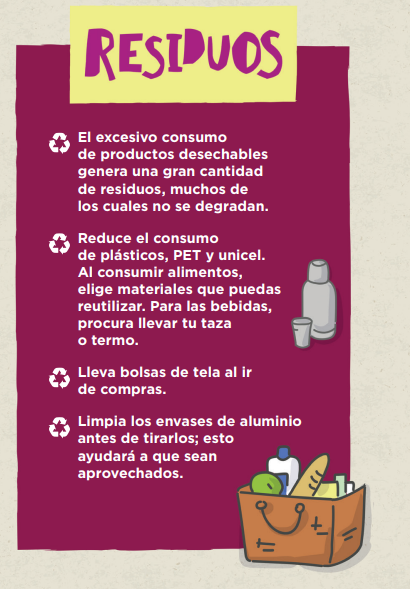 RESIDUOS
El excesivo consumo
de productos desechables
genera una gran cantidad
de residuos, muchos de
los cuales no se degradan.
Reduce el consumo
de plásticos, PET y unicel.
Al consumir alimentos,
elige materiales que puedas
reutilizar. Para las bebidas,
procura llevar tu taza
o termo.
Lleva bolsas de tela al ir
de compras.
Limpia los envases de aluminio
antes de tirarlos; esto
ayudará a que sean
aprovechados.